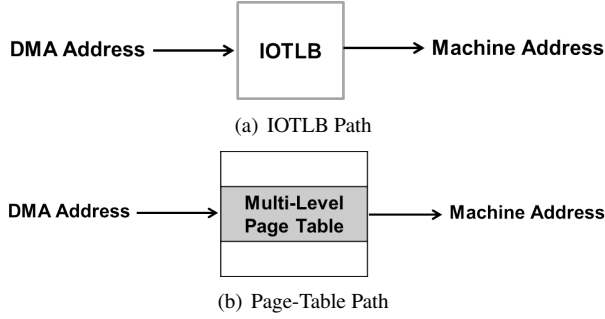 DMA Address
IOTLB
Machine Address
(a) IOTLB Path
DMA Address
Multi-Level
Page Table
Machine Address
(b) Page-Table Path